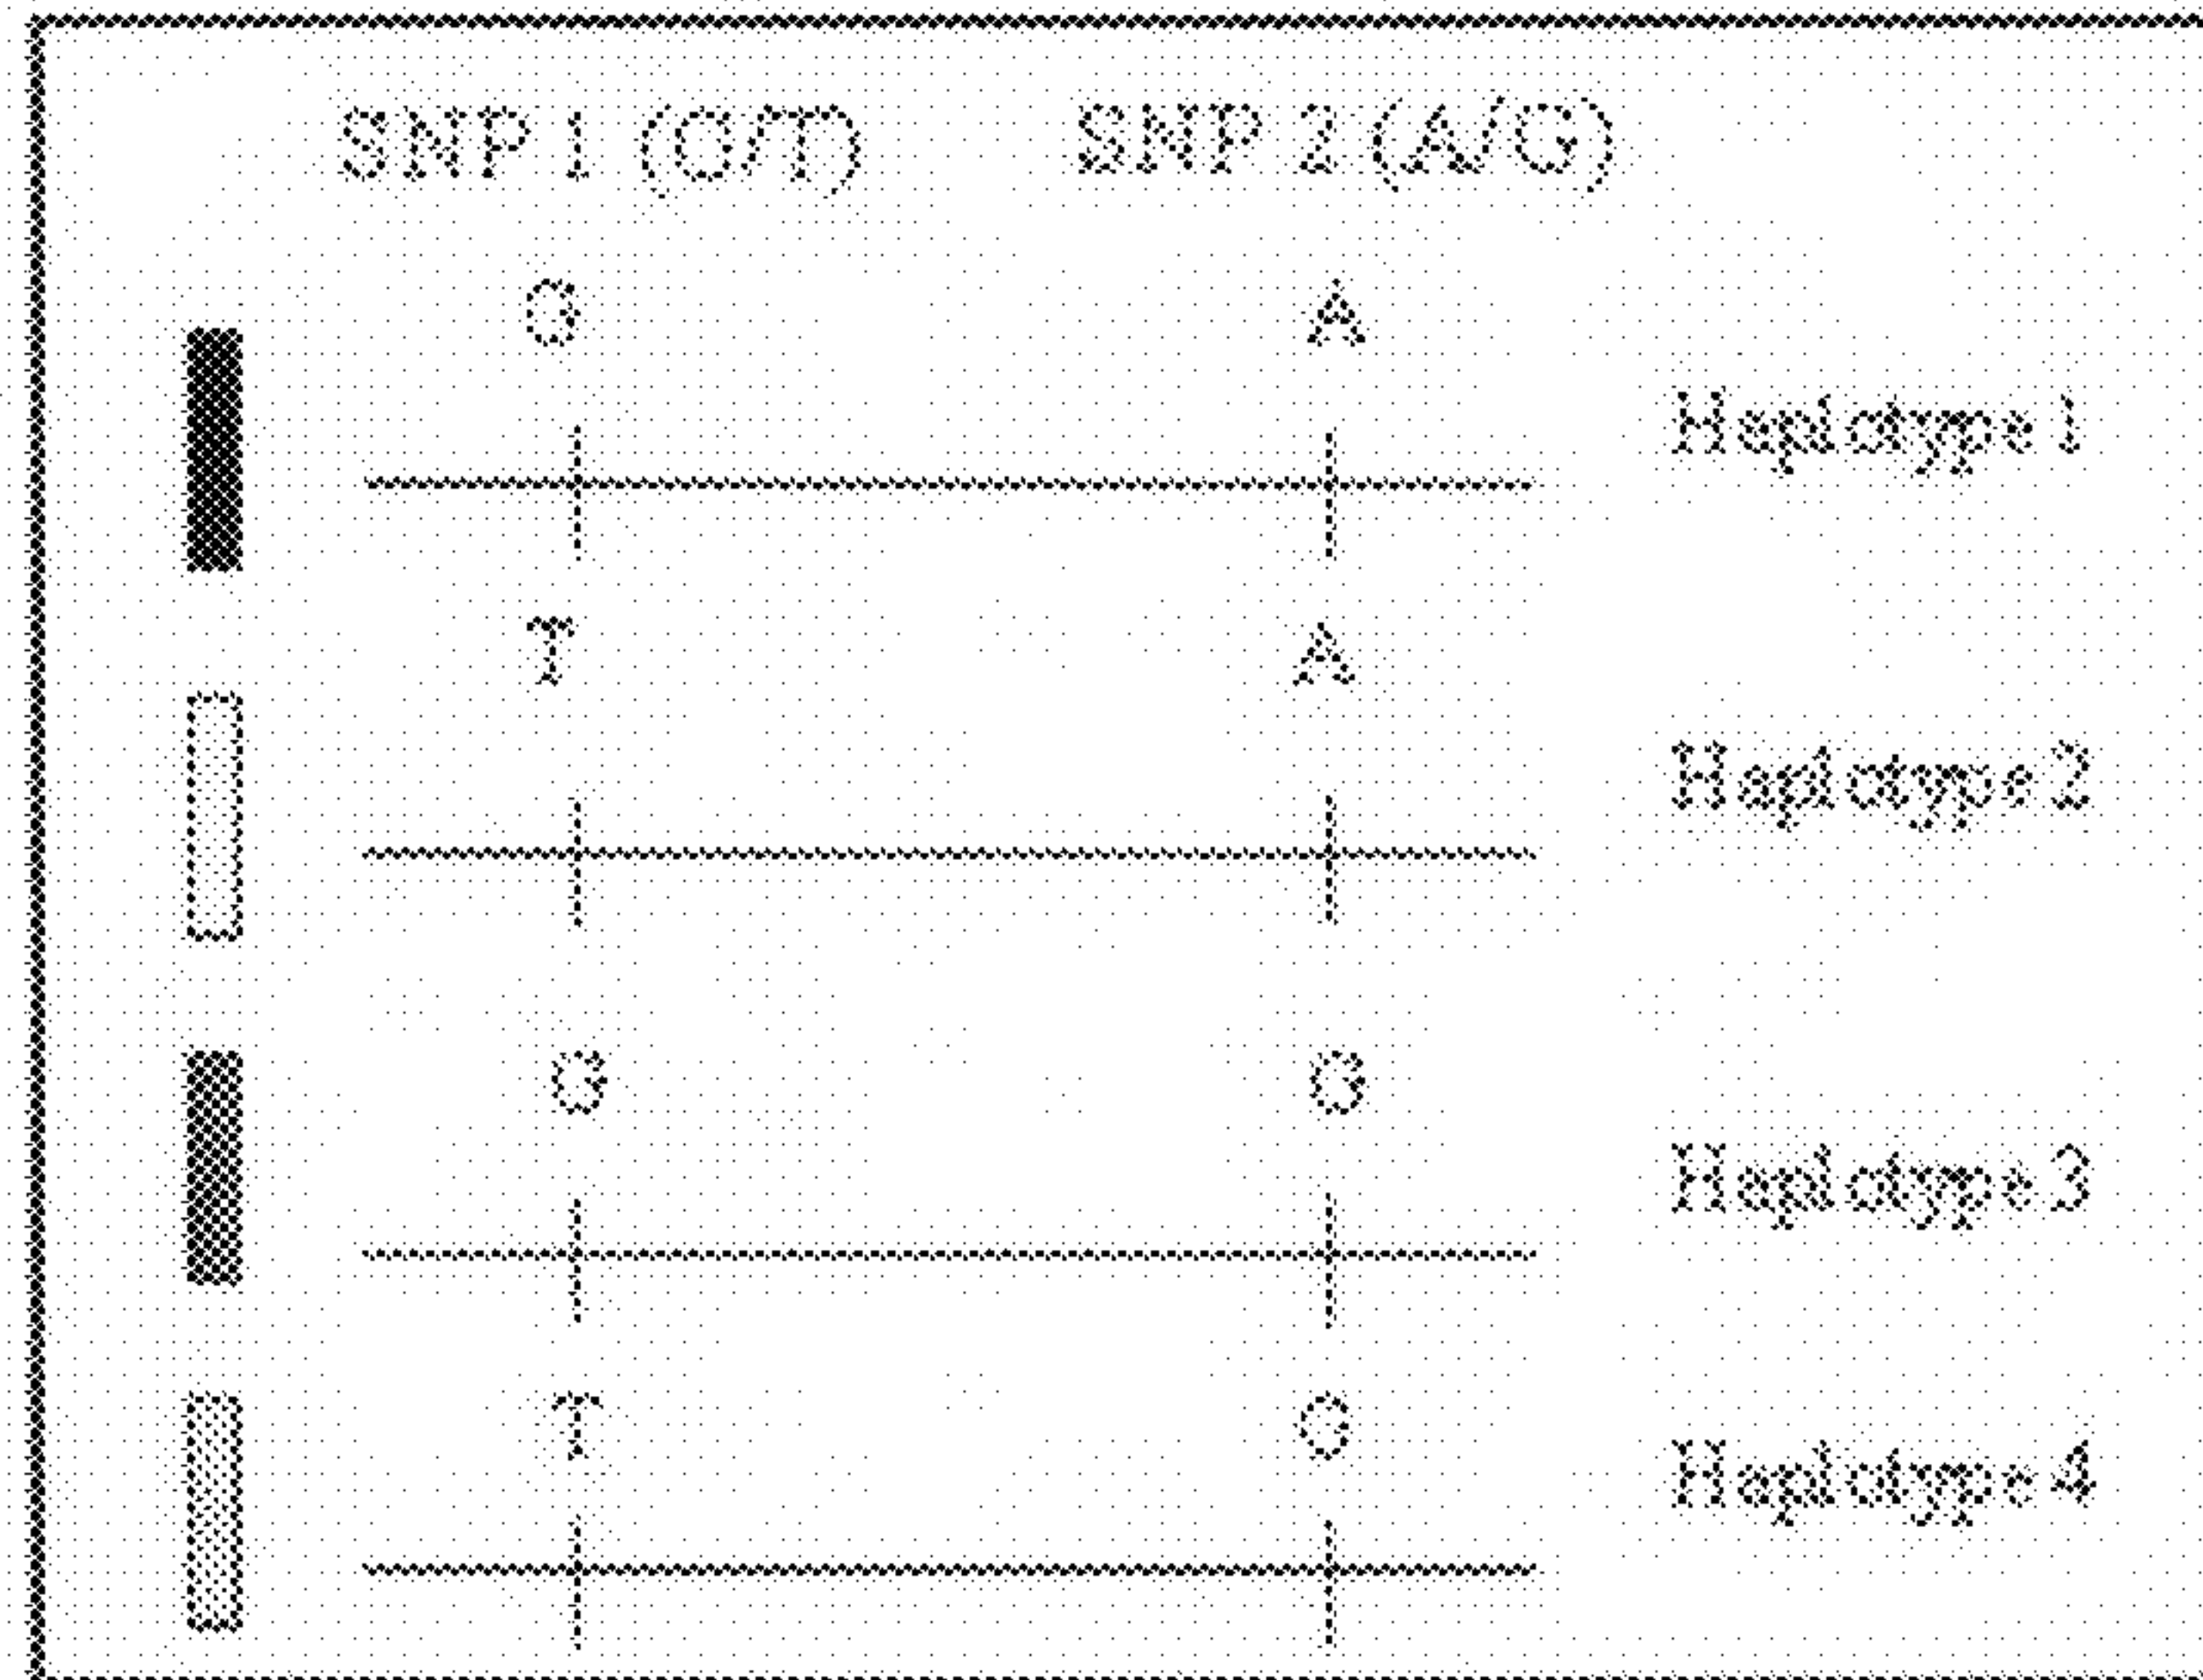 SNP 1 (G/T) SNP 2 (A/G)
G A
Haplotype 1
T A
Haplotype 2
G G
Haplotype 3
T G
Haplotype 4